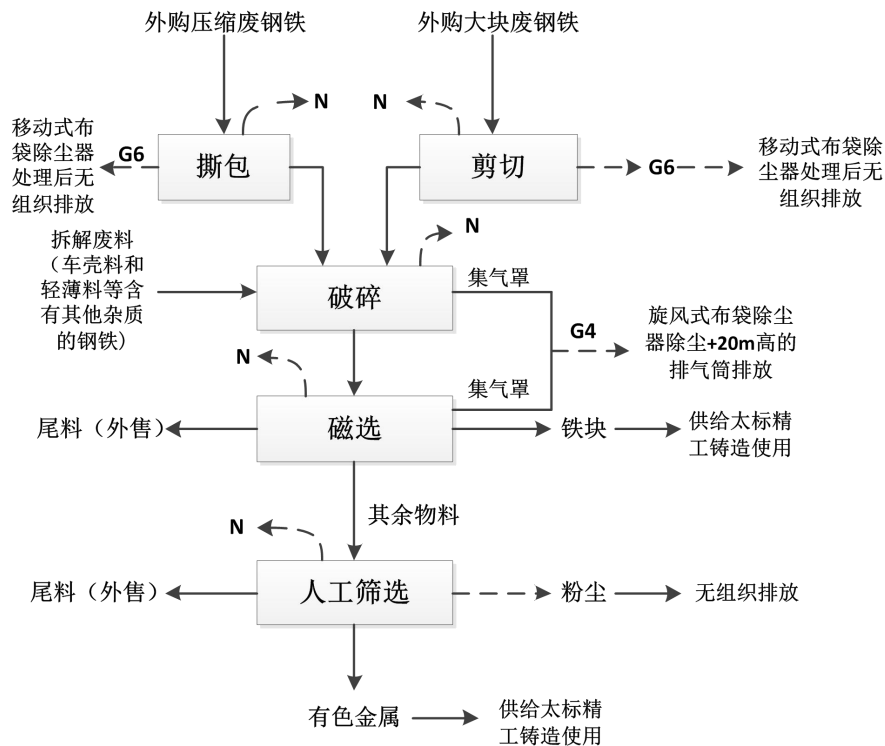 外购压缩废钢铁
外购大块废钢铁
N
N
移动式布
袋除尘器
处理后无
组织排放
G6
撕包
剪切
G6
移动式布袋除
尘器处理后无
组织排放
N
拆解废料
（车壳料和
轻薄料等含
有其他杂质
的钢铁)
破碎
集气罩
G4
旋风式布袋除尘
器除尘+20m高的
排气筒排放
N
集气罩
尾料（外售）
磁选
铁块
供给太标精
工铸造使用
其余物料
N
尾料（外售）
人工筛选
粉尘
无组织排放
有色金属
供给太标精
工铸造使用